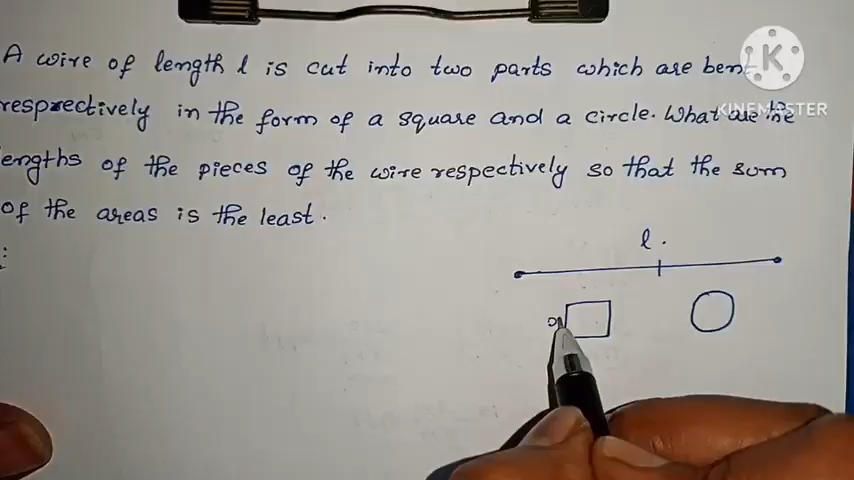 A wire of length l is cut into two parts which are bent
respectively in the form of a square and a circle. What are the
lengths of the pieces of the wire respectively so that the sum
of the areas is the least.
l.
K
KINEMASTER